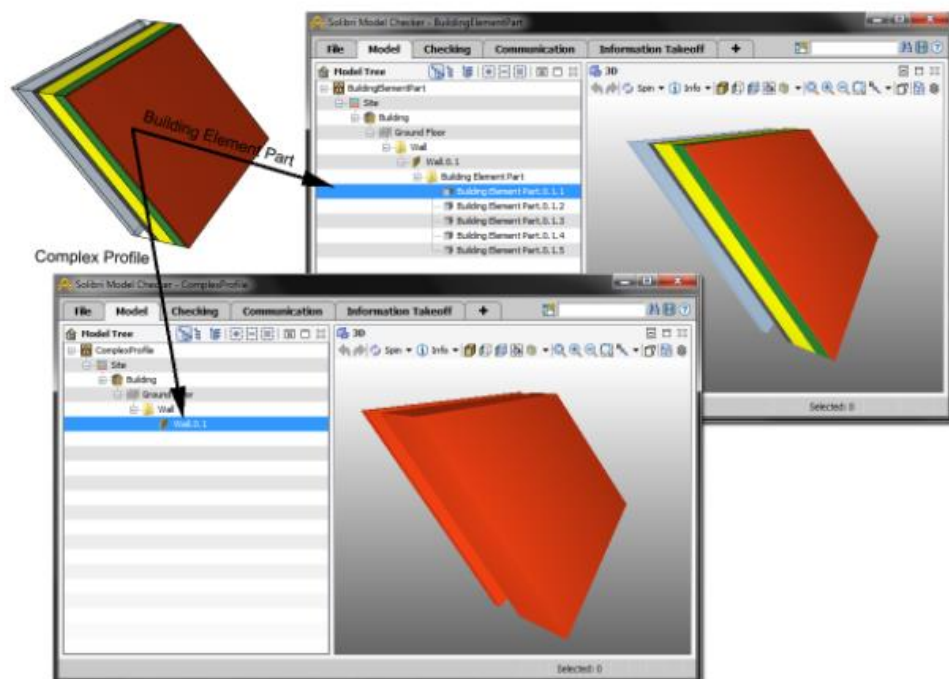 Solibri Model Checker - BuildingElementPart
File Model Checking Communication Information Takeoff +
Model Tree
3D
BuildingElementPart
Spin Info
Site
Building
Ground Floor
Wall
Wall.0.1
Building Element Part
Building Element Part.0.1.1
Building Element Part.0.1.2
Building Element Part.0.1.3
Building Element Part.0.1.4
Building Element Part.0.1.5
Selected: 0
Building Element Part
Complex Profile
Solibri Model Checker - ComplexProfile
File Model Checking Communication Information Takeoff +
Model Tree
3D
ComplexProfile
Spin Info
Site
Building
Ground
Wall
Wall.0.1
Selected: 0